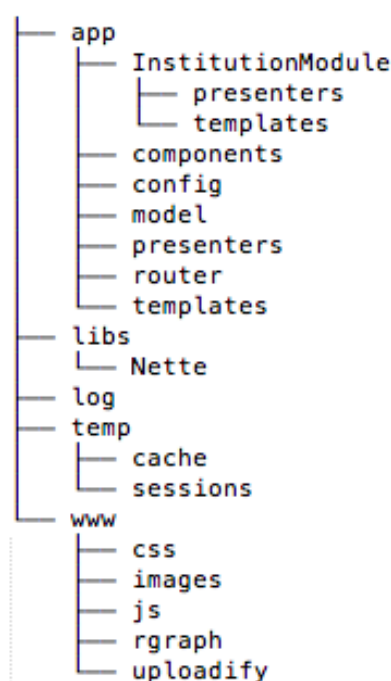 app
InstitutionModule
presenters
templates
components
config
model
presenters
router
templates
libs
Nette
log
temp
cache
sessions
www
css
images
js
rgraph
uploadify